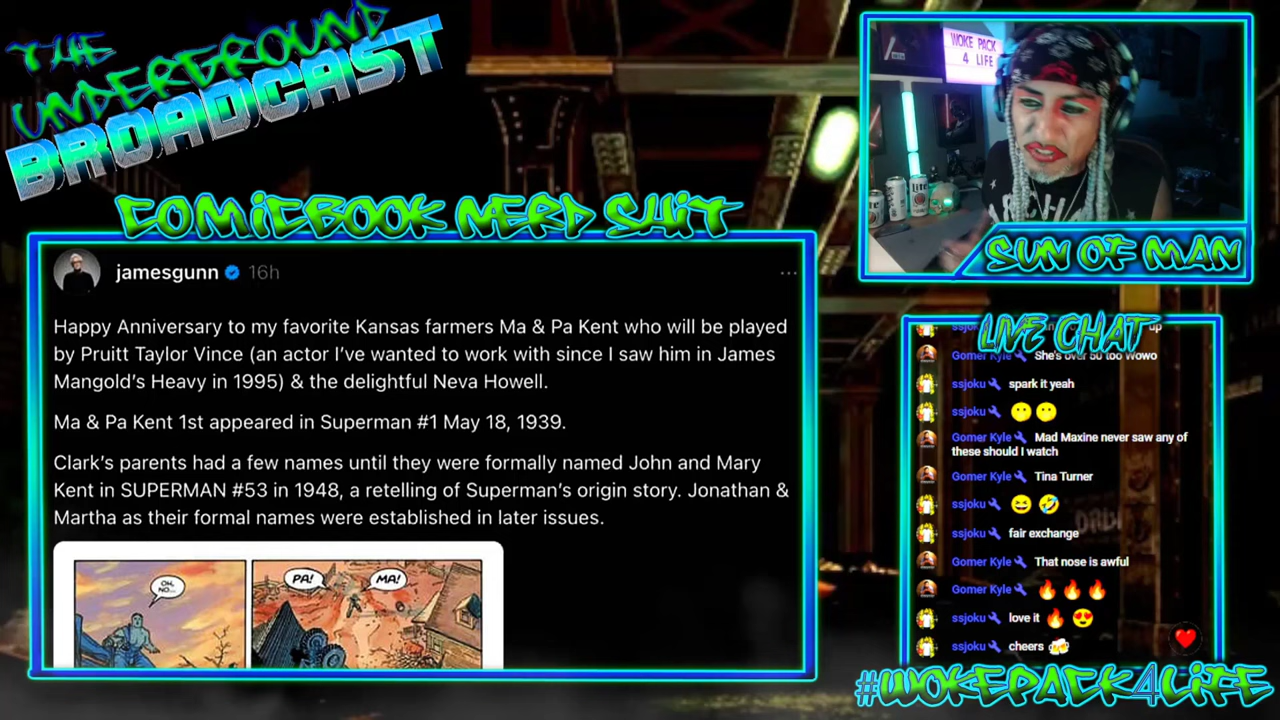 THE
UNDERGROUND
BROADCAST
COMICBOOK NERD SHIT
jamesgunn 16h
Happy Anniversary to my favorite Kansas farmers Ma & Pa Kent who will be played
by Pruitt Taylor Vince (an actor I've wanted to work with since I saw him in James
Mangold's Heavy in 1995) & the delightful Neva Howell.
Ma & Pa Kent 1st appeared in Superman #1 May 18, 1939.
Clark's parents had a few names until they were formally named John and Mary
Kent in SUPERMAN #53 in 1948, a retelling of Superman's origin story. Jonathan &
Martha as their formal names were established in later issues.
OH,
NO...
PA!
MA!
WOKE PACK
4 LIFE
Lite
SUN OF MAN
LIVE CHAT
up
Gomer Kyle She's over 50 too Wowo
ssjoku spark it yeah
ssjoku 😶 😶
Gomer Kyle Mad Maxine never saw any of
these should I watch
Gomer Kyle Tina Turner
ssjoku 😆 🤣
ssjoku fair exchange
Gomer Kyle That nose is awful
Gomer Kyle 🔥 🔥 🔥
ssjoku love it 🔥 😍
ssjoku cheers 🍻
#WOKEPACK4LIFE